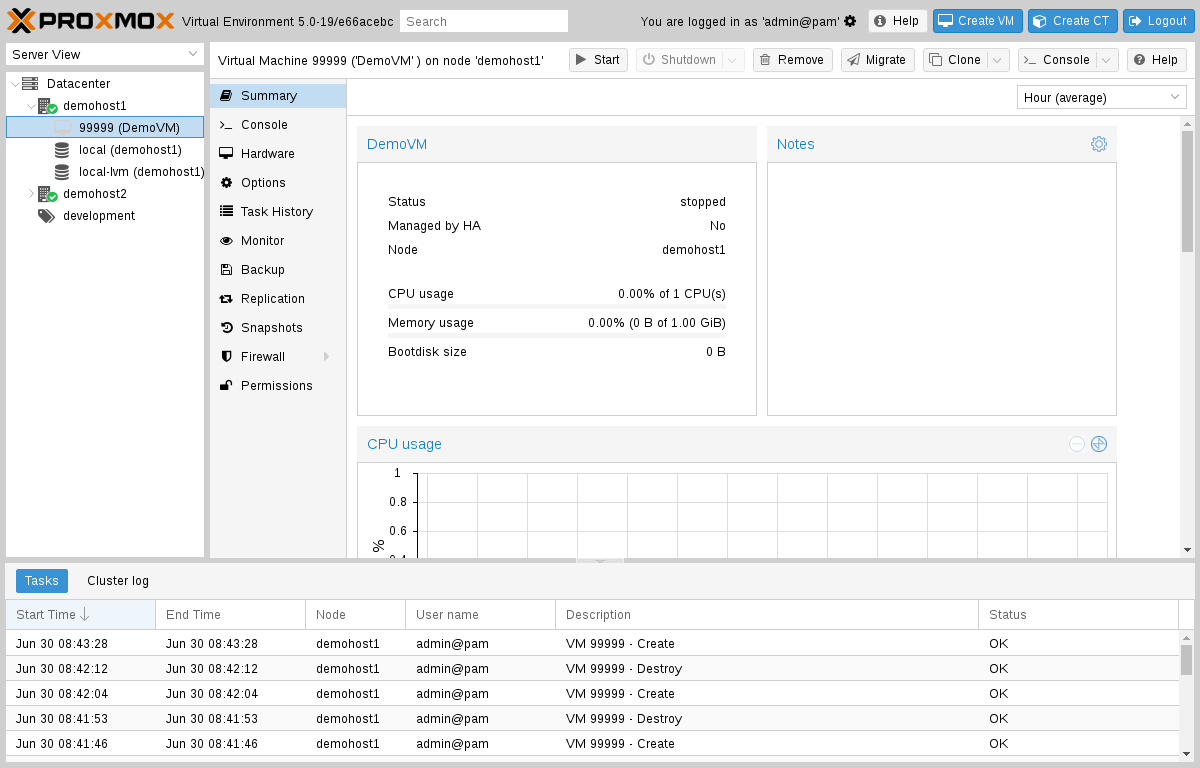 PROXMOX Virtual Environment 5.0-19/e66acebc Search You are logged in as 'admin@pam' Help Create VM Create CT Logout
Server View
Virtual Machine 99999 ('DemoVM' ) on node 'demohost1' Start Shutdown Remove Migrate Clone Console Help
Datacenter
demohost1
99999 (DemoVM)
local (demohost1)
local-lvm (demohost1)
demohost2
development
Summary
Console
Hardware
Options
Task History
Monitor
Backup
Replication
Snapshots
Firewall
Permissions
Hour (average)
DemoVM
Status stopped
Managed by HA No
Node demohost1
CPU usage 0.00% of 1 CPU(s)
Memory usage 0.00% (0 B of 1.00 GiB)
Bootdisk size 0 B
Notes
CPU usage
1
0.8
0.6
0.4
%
Tasks Cluster log
Start Time End Time Node User name Description Status
Jun 30 08:43:28 Jun 30 08:43:28 demohost1 admin@pam VM 99999 - Create OK
Jun 30 08:42:12 Jun 30 08:42:12 demohost1 admin@pam VM 99999 - Destroy OK
Jun 30 08:42:04 Jun 30 08:42:04 demohost1 admin@pam VM 99999 - Create OK
Jun 30 08:41:53 Jun 30 08:41:53 demohost1 admin@pam VM 99999 - Destroy OK
Jun 30 08:41:46 Jun 30 08:41:46 demohost1 admin@pam VM 99999 - Create OK